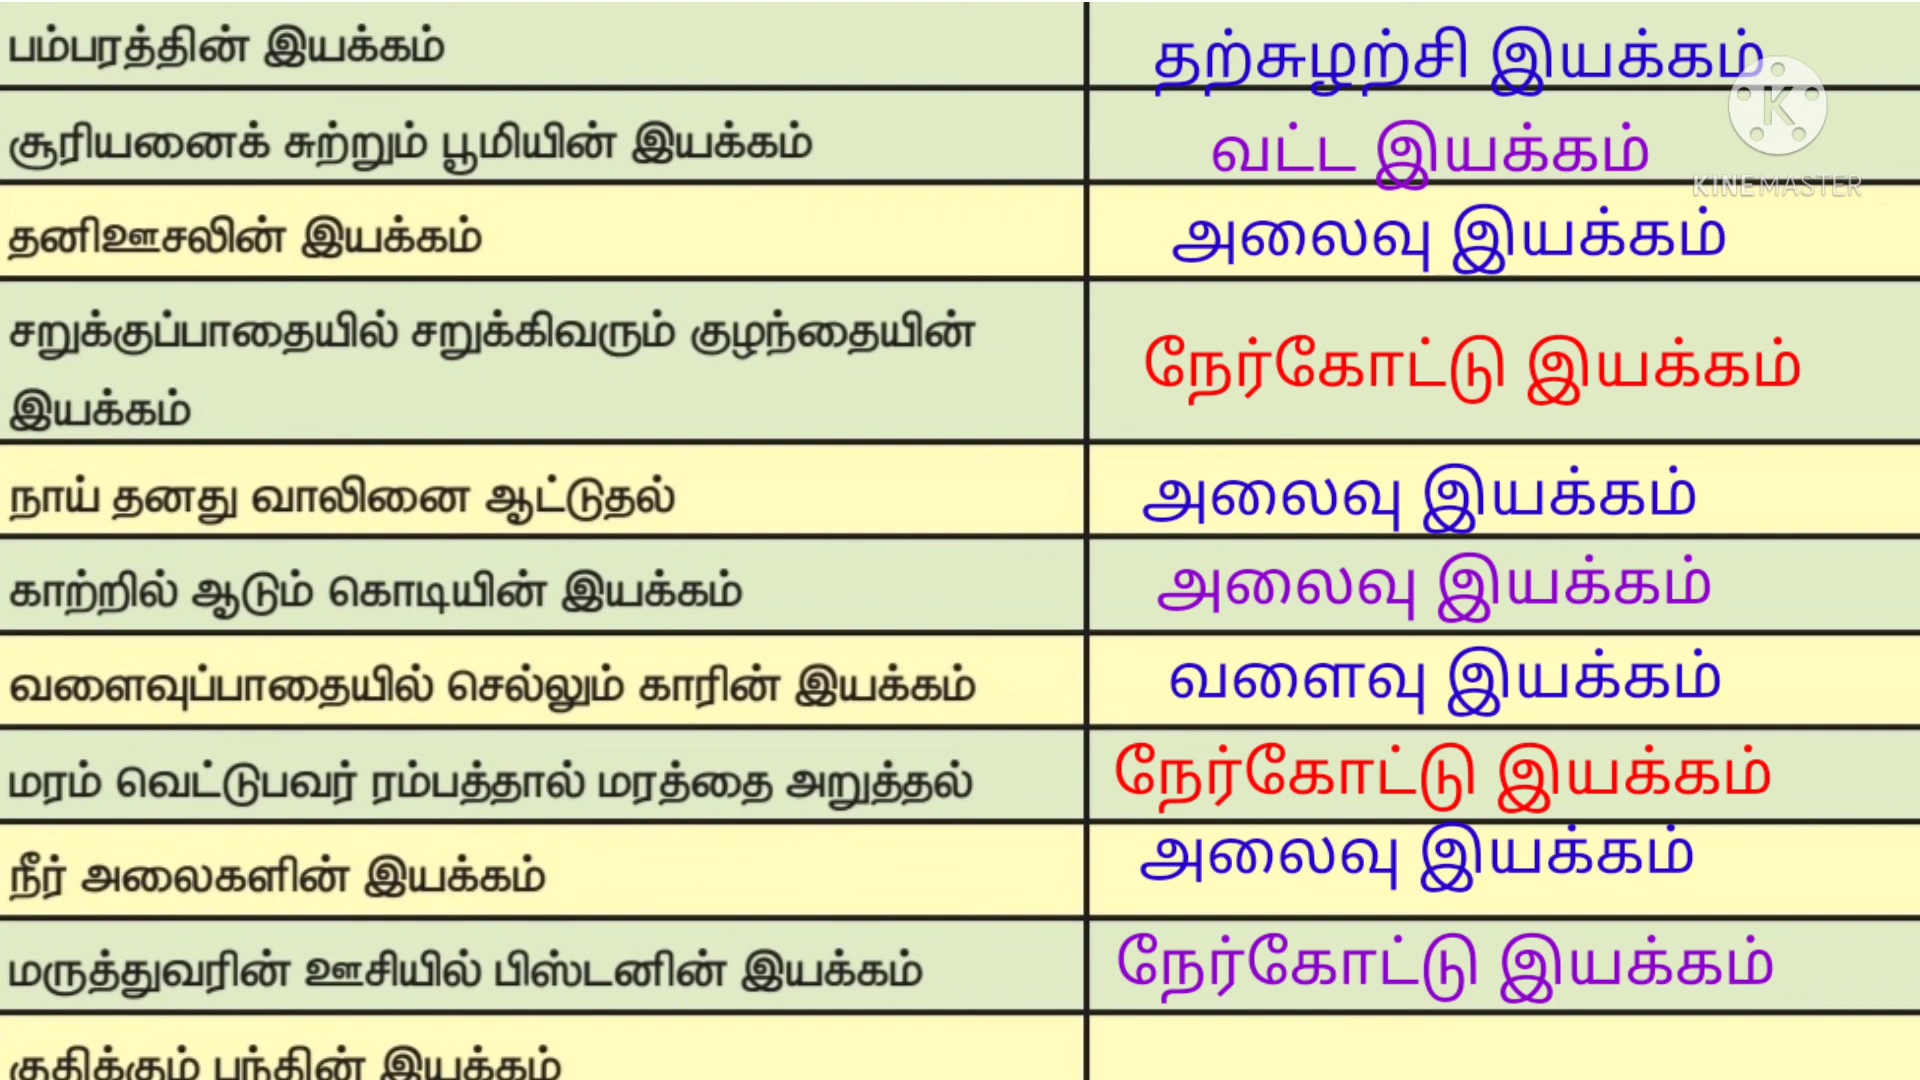 பம்பரத்தின் இயக்கம் தற்சுழற்சி இயக்கம்
சூரியனைக் சுற்றும் பூமியின் இயக்கம் வட்ட இயக்கம்
KINEMASTER
தனிஊசலின் இயக்கம் அலைவு இயக்கம்
சறுக்குப்பாதையில் சறுக்கிவரும் குழந்தையின்
இயக்கம்
நேர்கோட்டு இயக்கம்
நாய் தனது வாலினை ஆட்டுதல் அலைவு இயக்கம்
காற்றில் ஆடும் கொடியின் இயக்கம் அலைவு இயக்கம்
வளைவுப்பாதையில் செல்லும் காரின் இயக்கம் வளைவு இயக்கம்
மரம் வெட்டுபவர் ரம்பத்தால் மரத்தை அறுத்தல் நேர்கோட்டு இயக்கம்
நீர் அலைகளின் இயக்கம் அலைவு இயக்கம்
மருத்துவரின் ஊசியில் பிஸ்டனின் இயக்கம் நேர்கோட்டு இயக்கம்
குதிக்கும் பந்தின் இயக்கம்